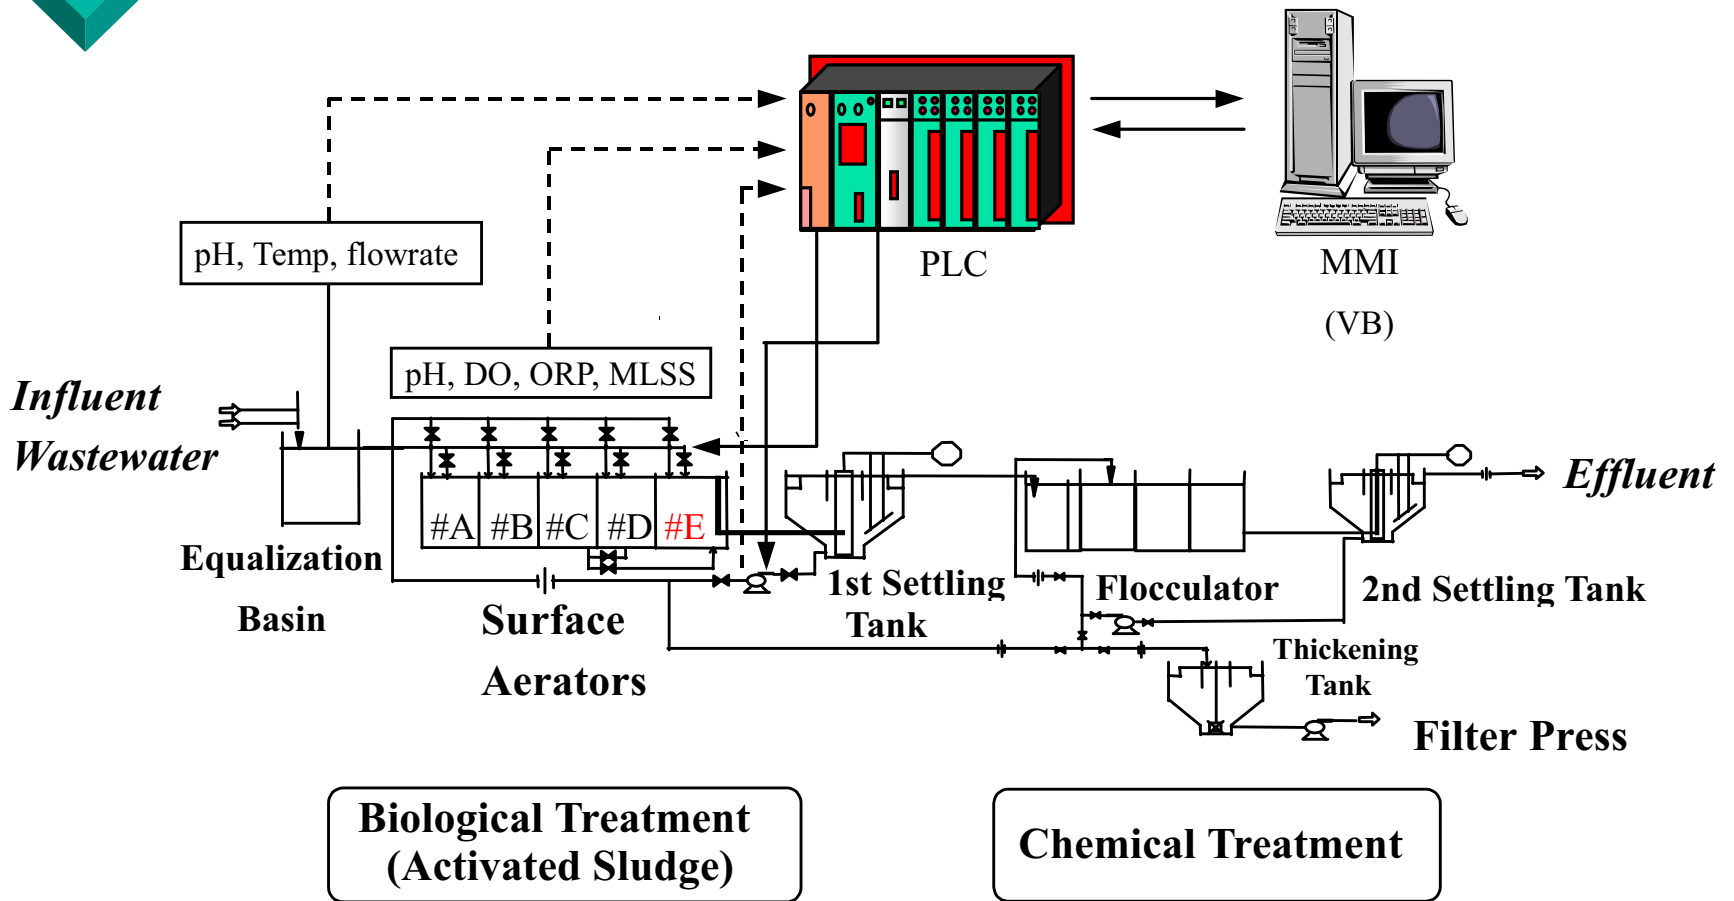 PLC
MMI
(VB)
pH, Temp, flowrate
pH, DO, ORP, MLSS
Influent
Wastewater
#A #B #C #D #E
Effluent
Equalization
Basin
Surface
Aerators
1st Settling
Tank
Flocculator
2nd Settling Tank
Thickening
Tank
Filter Press
Biological Treatment
(Activated Sludge)
Chemical Treatment